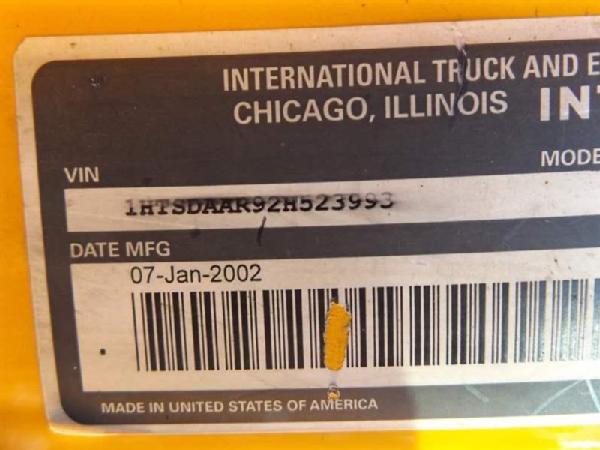 INTERNATIONAL TRUCK AND E
CHICAGO, ILLINOIS INT
VIN MODE
1HTSDAAR92H523993
DATE MFG
07-Jan-2002
MADE IN UNITED STATES OF AMERICA